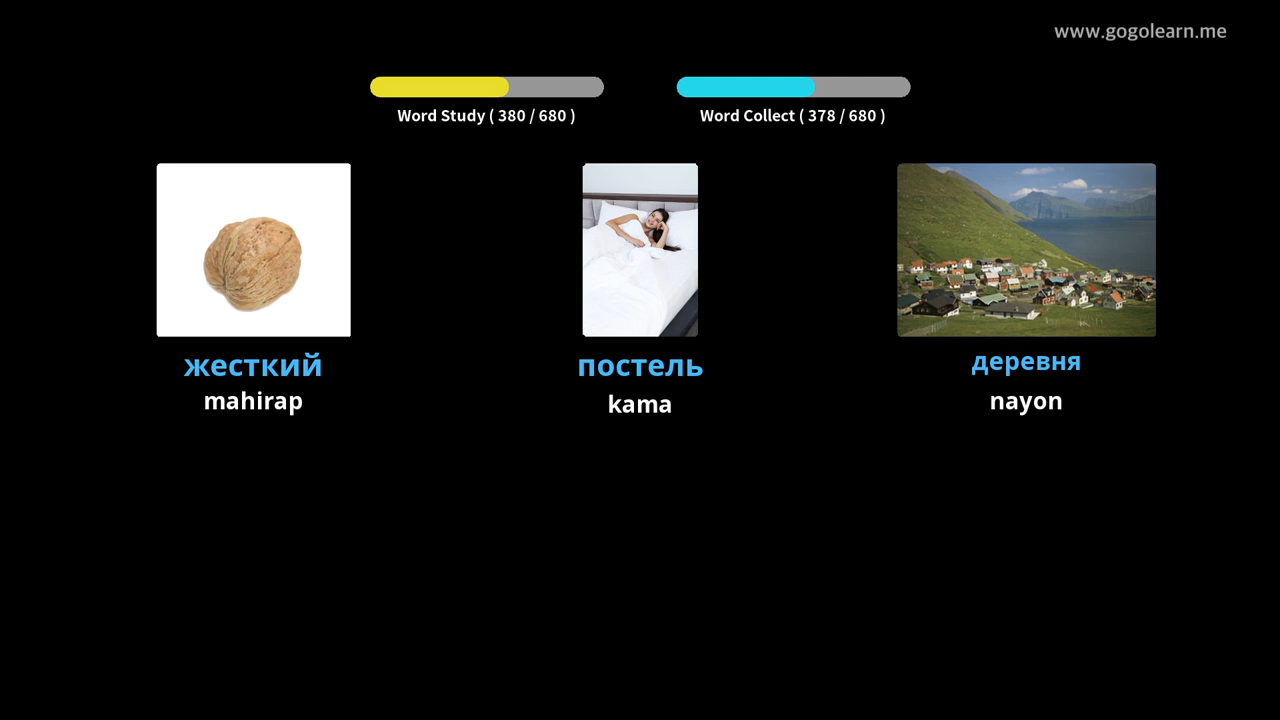 www.gogolearn.me
Word Study ( 380 / 680 )
Word Collect ( 378 / 680 )
жесткий
mahirap
постель
kama
деревня
nayon